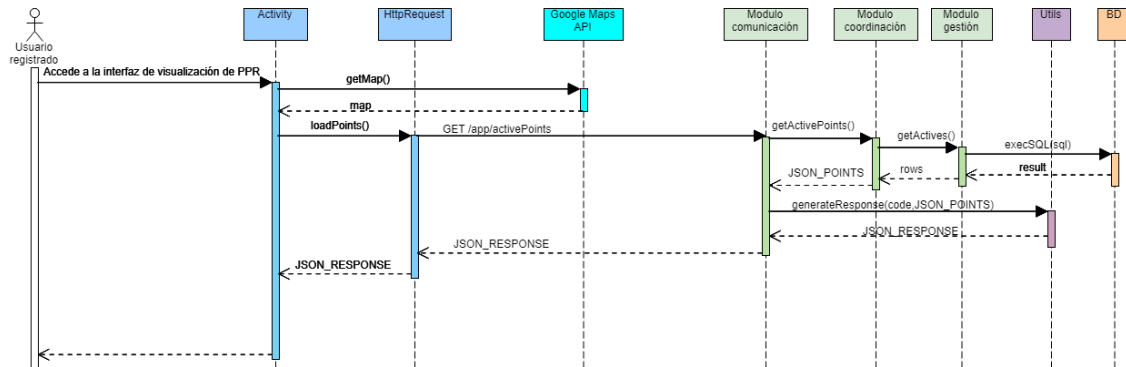 Activity
HttpRequest
Google Maps
API
Modulo
comunicación
Modulo
coordinación
Modulo
gestión
Utils
BD
Usuario
registrado
Accede a la interfaz de visualización de PPR
getMap()
map
loadPoints()
GET /app/activePoints
getActivePoints()
getActives()
execSQL(sql)
result
rows
JSON_POINTS
generateResponse(code,JSON_POINTS)
JSON_RESPONSE
JSON_RESPONSE
JSON_RESPONSE